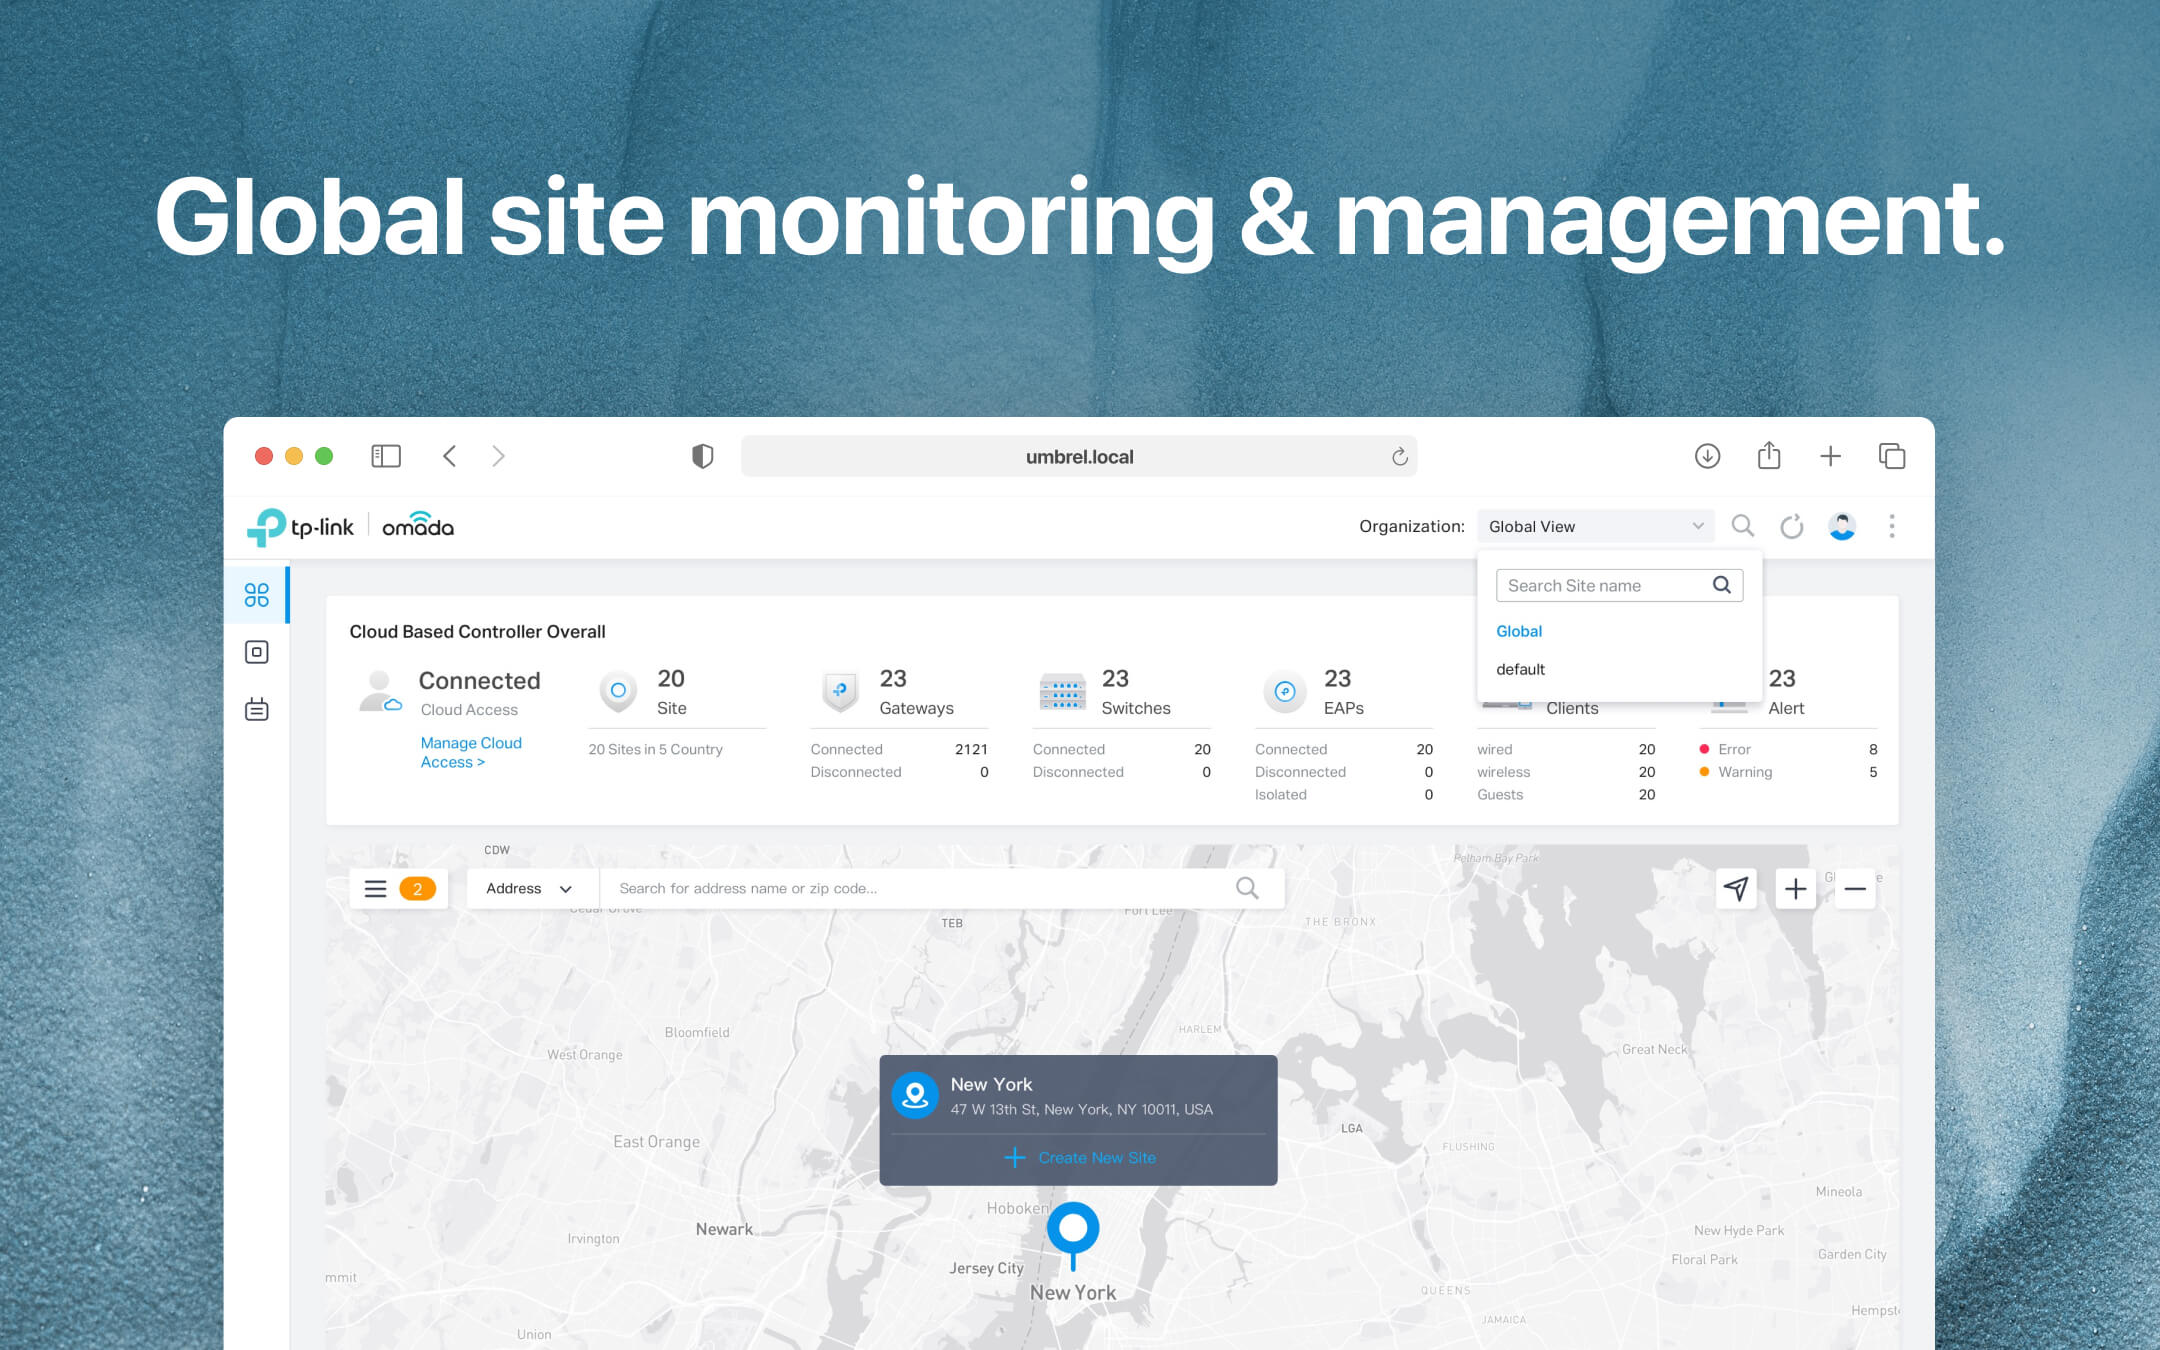 Global site monitoring & management.
umbrel.local
tp-link | omada
Organization: Global View
Search Site name
Global
default
Cloud Based Controller Overall
Connected
Cloud Access
Manage Cloud
Access >
20
Site
20 Sites in 5 Country
23
Gateways
Connected 2121
Disconnected 0
23
Switches
Connected 20
Disconnected 0
23
EAPs
Connected 20
Disconnected 0
Isolated 0
Clients
wired 20
wireless 20
Guests 20
23
Alert
Error 8
Warning 5
CDW
Pelham Bay Park
2
Address
Search for address name or zip code...
Cedar Grove
TEB
Fort Lee
THE BRONX
Bloomfield
HARLEM
West Orange
Great Neck
New York
47 W 13th St, New York, NY 10011, USA
Create New Site
East Orange
LGA
FLUSHING
Mineola
Hoboken
Newark
Irvington
New Hyde Park
Jersey City
Floral Park
Garden City
mmit
New York
QUEENS
Hempst
JAMAICA
Union